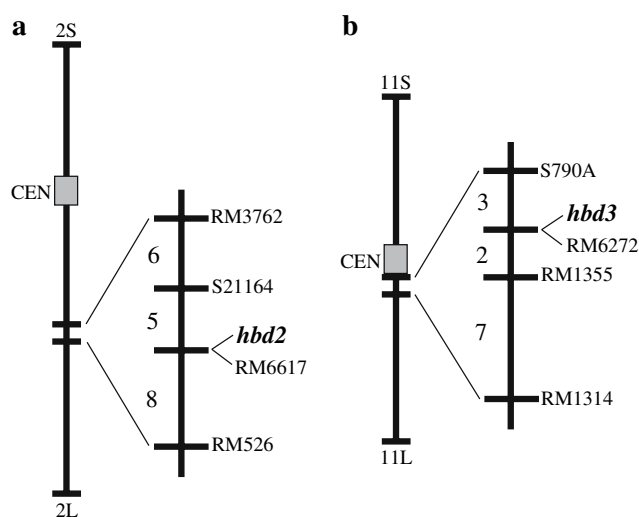 a
2S
CEN
RM3762
6
S21164
5
hbd2
RM6617
8
RM526
2L
b
11S
CEN
S790A
3
hbd3
RM6272
2
RM1355
7
RM1314
11L